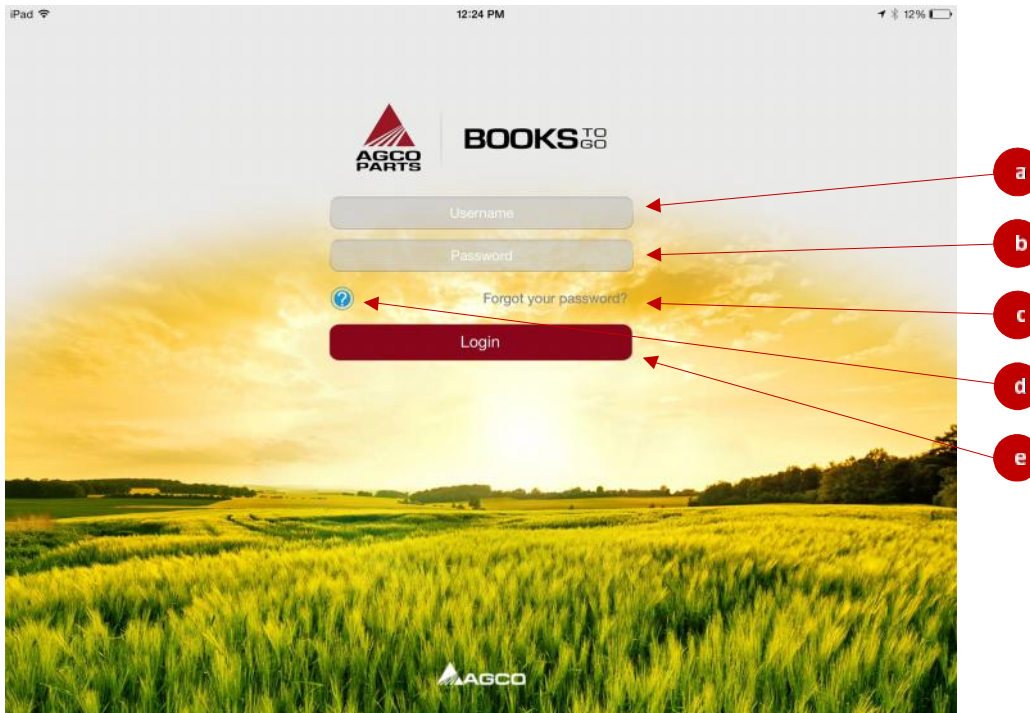 iPad 12:24 PM 12%
AGCO PARTS BOOKS TO GO
a
Username
b
Password
? Forgot your password?
c
Login
d
e
AGCO